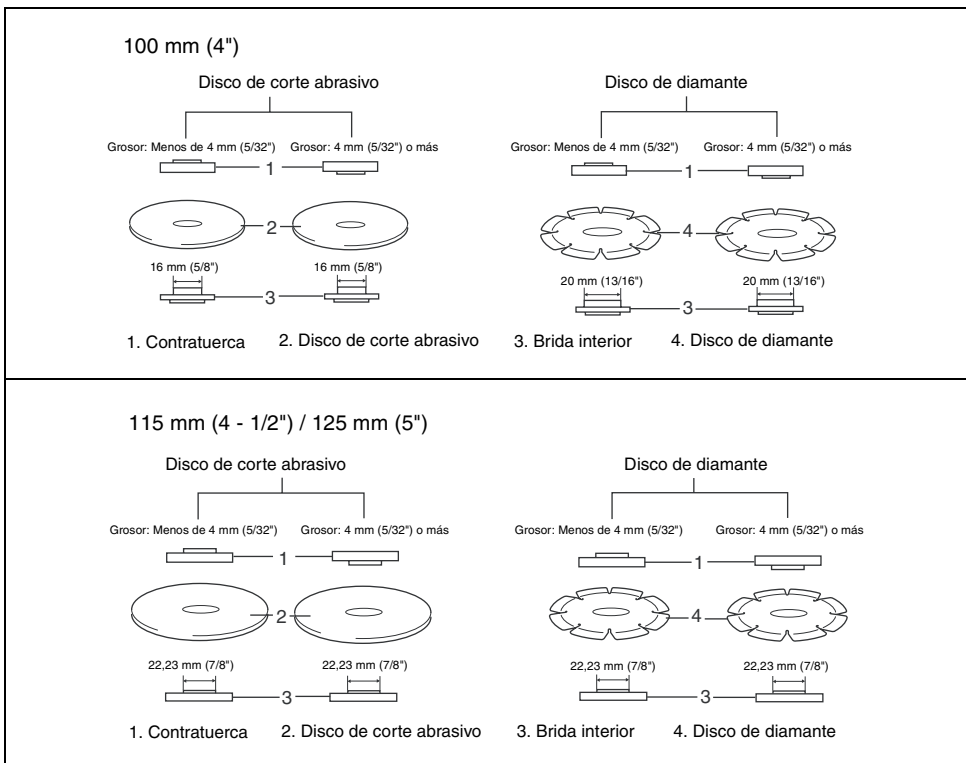 100 mm (4")
Disco de corte abrasivo
Disco de diamante
Grosor: Menos de 4 mm (5/32")
Grosor: 4 mm (5/32") o más
Grosor: Menos de 4 mm (5/32")
Grosor: 4 mm (5/32") o más
1
1
2
4
16 mm (5/8")
16 mm (5/8")
20 mm (13/16")
20 mm (13/16")
3
3
1. Contratuerca
2. Disco de corte abrasivo
3. Brida interior
4. Disco de diamante
115 mm (4 - 1/2") / 125 mm (5")
Disco de corte abrasivo
Disco de diamante
Grosor: Menos de 4 mm (5/32")
Grosor: 4 mm (5/32") o más
Grosor: Menos de 4 mm (5/32")
Grosor: 4 mm (5/32") o más
1
1
2
4
22,23 mm (7/8")
22,23 mm (7/8")
22,23 mm (7/8")
22,23 mm (7/8")
3
3
1. Contratuerca
2. Disco de corte abrasivo
3. Brida interior
4. Disco de diamante